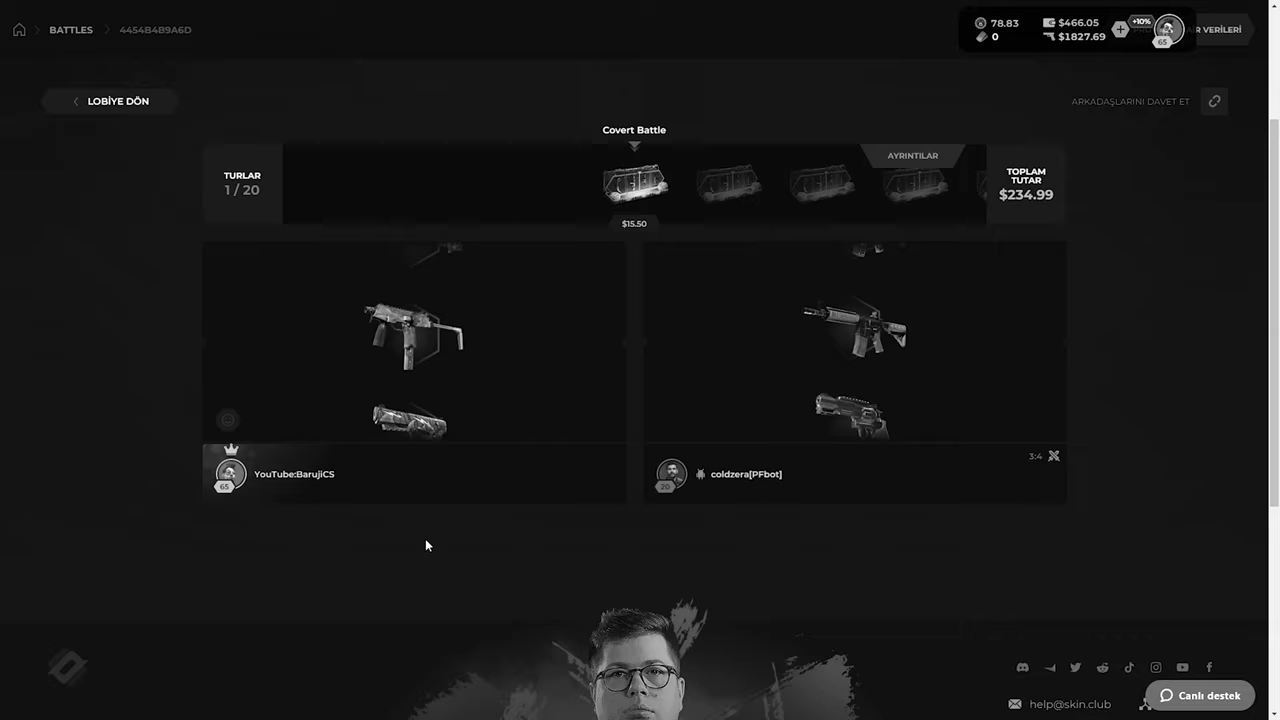 BATTLES
4454B4B9A6D
78.83
0
$466.05
$1827.69
+10%
65
VERİLERİ
LOBİYE DÖN
ARKADAŞLARINI DAVET ET
Covert Battle
TURLAR
1 / 20
AYRINTILAR
TOPLAM
TUTAR
$234.99
$15.50
YouTube:BarujiCS
65
coldzera[PFbot]
20
3:4
help@skin.club
Canlı destek